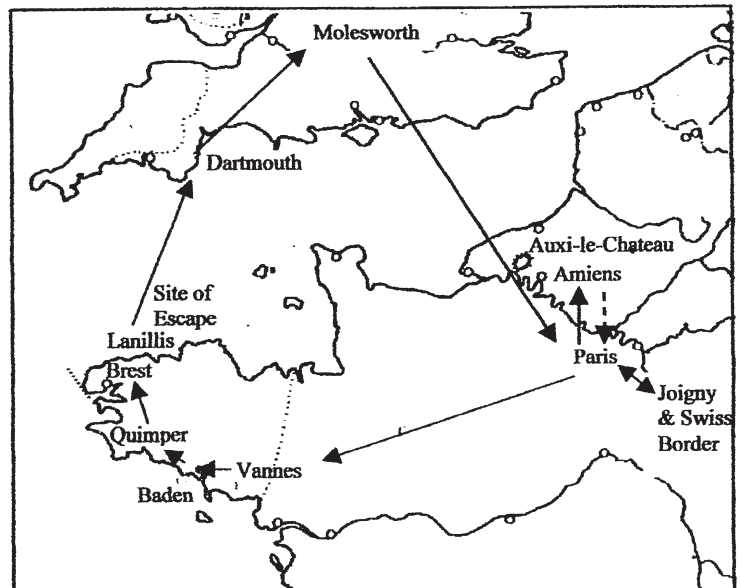 Molesworth
Dartmouth
Auxi-le-Chateau
Amiens
Site of
Escape
Lanillis
Brest
Paris
Joigny
& Swiss
Border
Quimper
Vannes
Baden